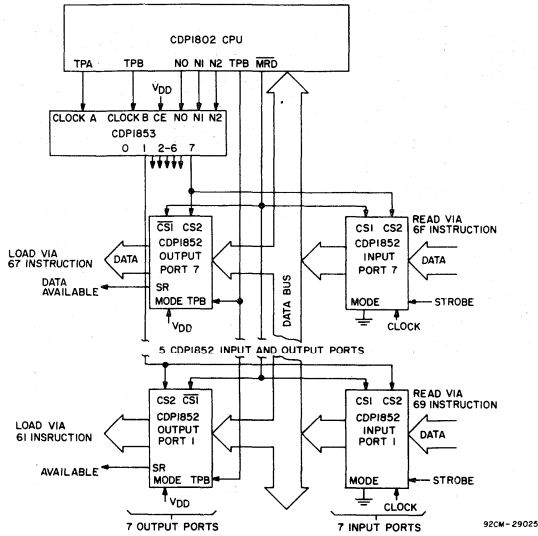 CDP1802 CPU
TPA TPB N0 N1 N2 TPB MRD
VDD
CLOCK A CLOCK B CE N0 N1 N2
CDP1853
0 1 2-6 7
CS1 CS2
CDP1852
OUTPUT
PORT 7
SR
MODE TPB
LOAD VIA
67 INSTRUCTION
DATA
DATA
AVAILABLE
VDD
DATA BUS
CS1 CS2
CDP1852
INPUT
PORT 7
MODE
READ VIA
6F INSTRUCTION
DATA
STROBE
CLOCK
5 CDP1852 INPUT AND OUTPUT PORTS
CS2 CS1
CDP1852
OUTPUT
PORT 1
SR
MODE TPB
LOAD VIA
61 INSRUCTION
AVAILABLE
VDD
CS1 CS2
CDP1852
INPUT
PORT 1
MODE
READ VIA
69 INSTRUCTION
DATA
STROBE
CLOCK
7 OUTPUT PORTS
7 INPUT PORTS
92CM-29025